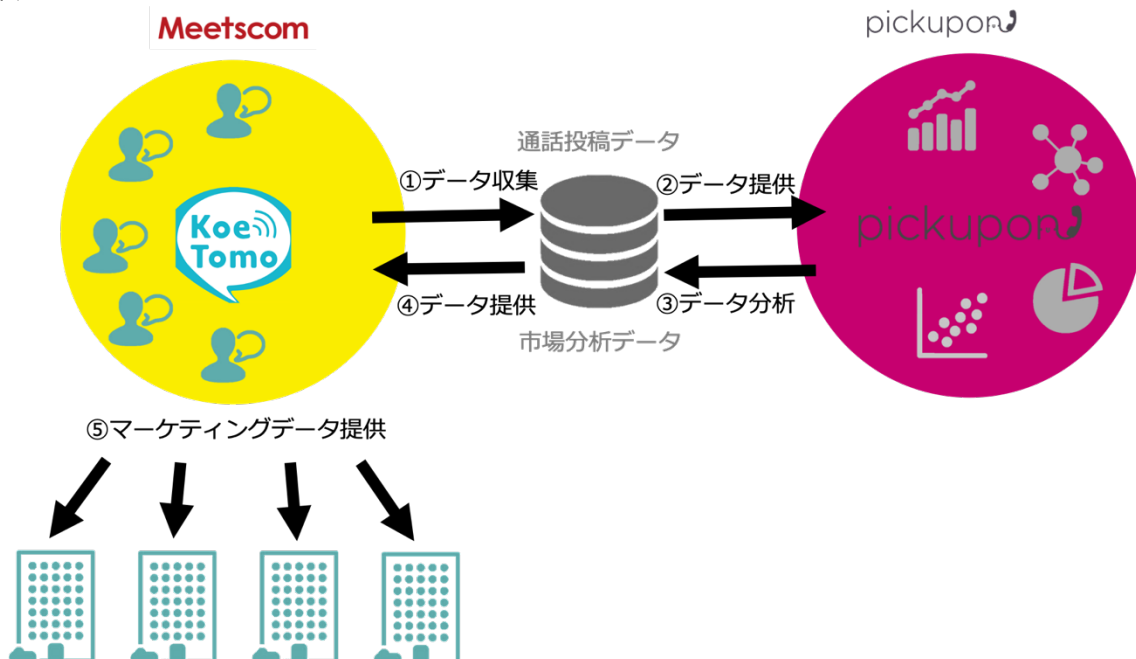 Meetscom
pickupon
通話投稿データ
①データ収集
②データ提供
Koe
Tomo
pickupon
④データ提供
③データ分析
市場分析データ
⑤マーケティングデータ提供